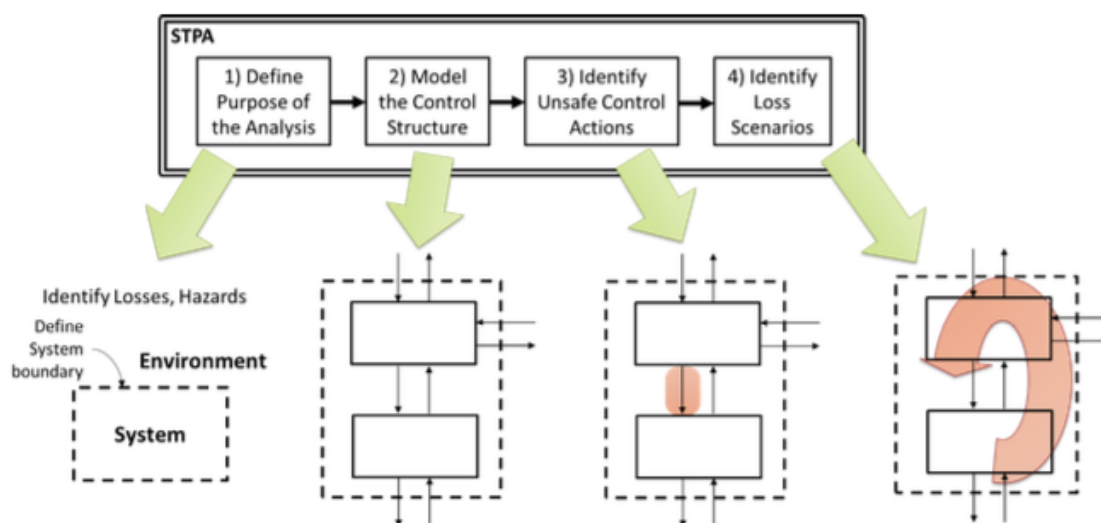 STPA
1) Define
Purpose of
the Analysis
2) Model
the Control
Structure
3) Identify
Unsafe Control
Actions
4) Identify
Loss
Scenarios
Identify Losses, Hazards
Define
System
boundary
Environment
System